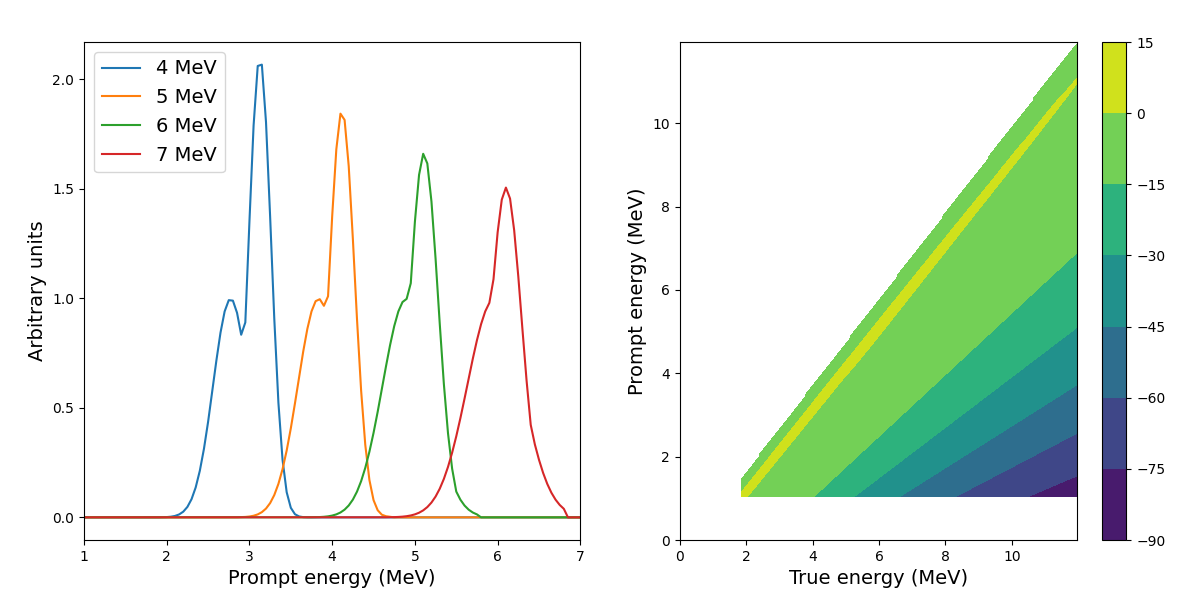 4 MeV
5 MeV
6 MeV
7 MeV
2.0
1.5
1.0
0.5
0.0
1 2 3 4 5 6 7
Arbitrary units
Prompt energy (MeV)
10
8
6
4
2
0
0 2 4 6 8 10
Prompt energy (MeV)
True energy (MeV)
15
0
−15
−30
−45
−60
−75
−90